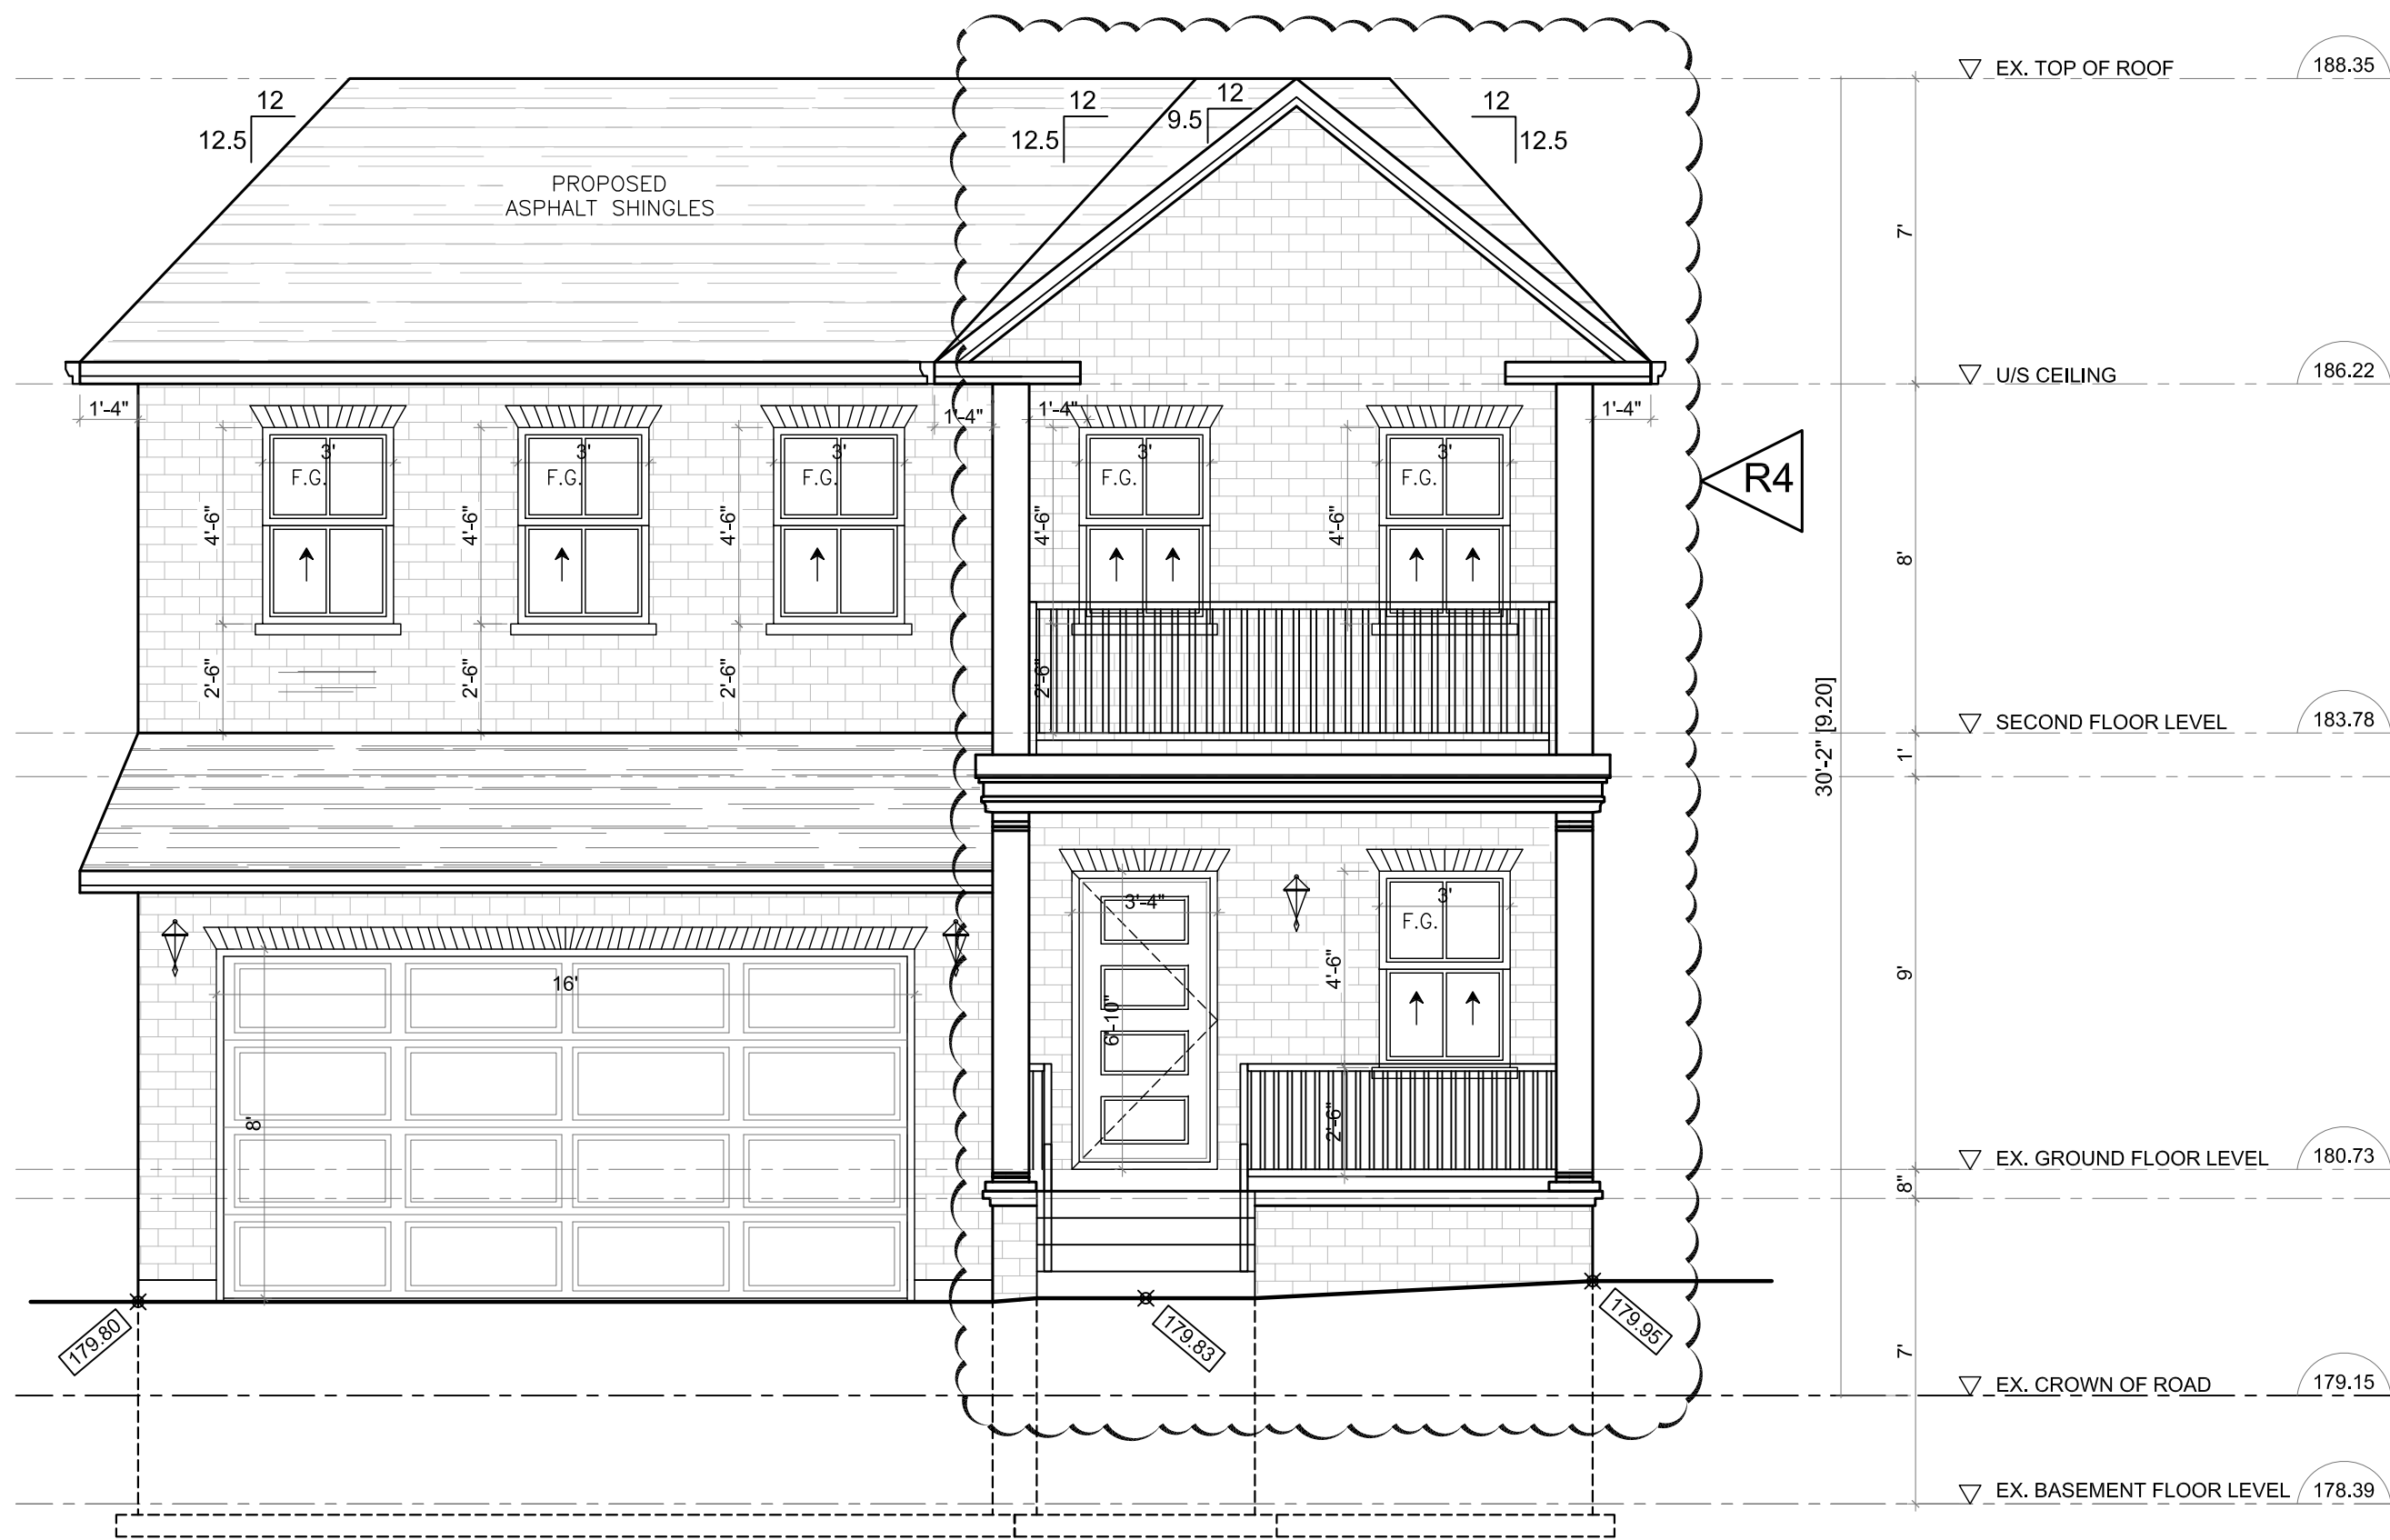 EX. TOP OF ROOF 188.35
12 12 12 12
12.5 12.5 9.5 12.5
PROPOSED
ASPHALT SHINGLES
7'
U/S CEILING 186.22
1'-4" 1'-4" 1'-4" 1'-4"
3' 3' 3' 3' 3'
F.G. F.G. F.G. F.G. F.G.
R4
4'-6" 4'-6" 4'-6" 4'-6" 4'-6"
8'
2'-6" 2'-6" 2'-6" 2'-6"
30'-2" [9.20]
SECOND FLOOR LEVEL 183.78
1'
3'-4" 3'
F.G.
16'
4'-6"
9'
6'-10"
8'
2'-6"
EX. GROUND FLOOR LEVEL 180.73
8"
179.80 179.83 179.95
7'
EX. CROWN OF ROAD 179.15
EX. BASEMENT FLOOR LEVEL 178.39